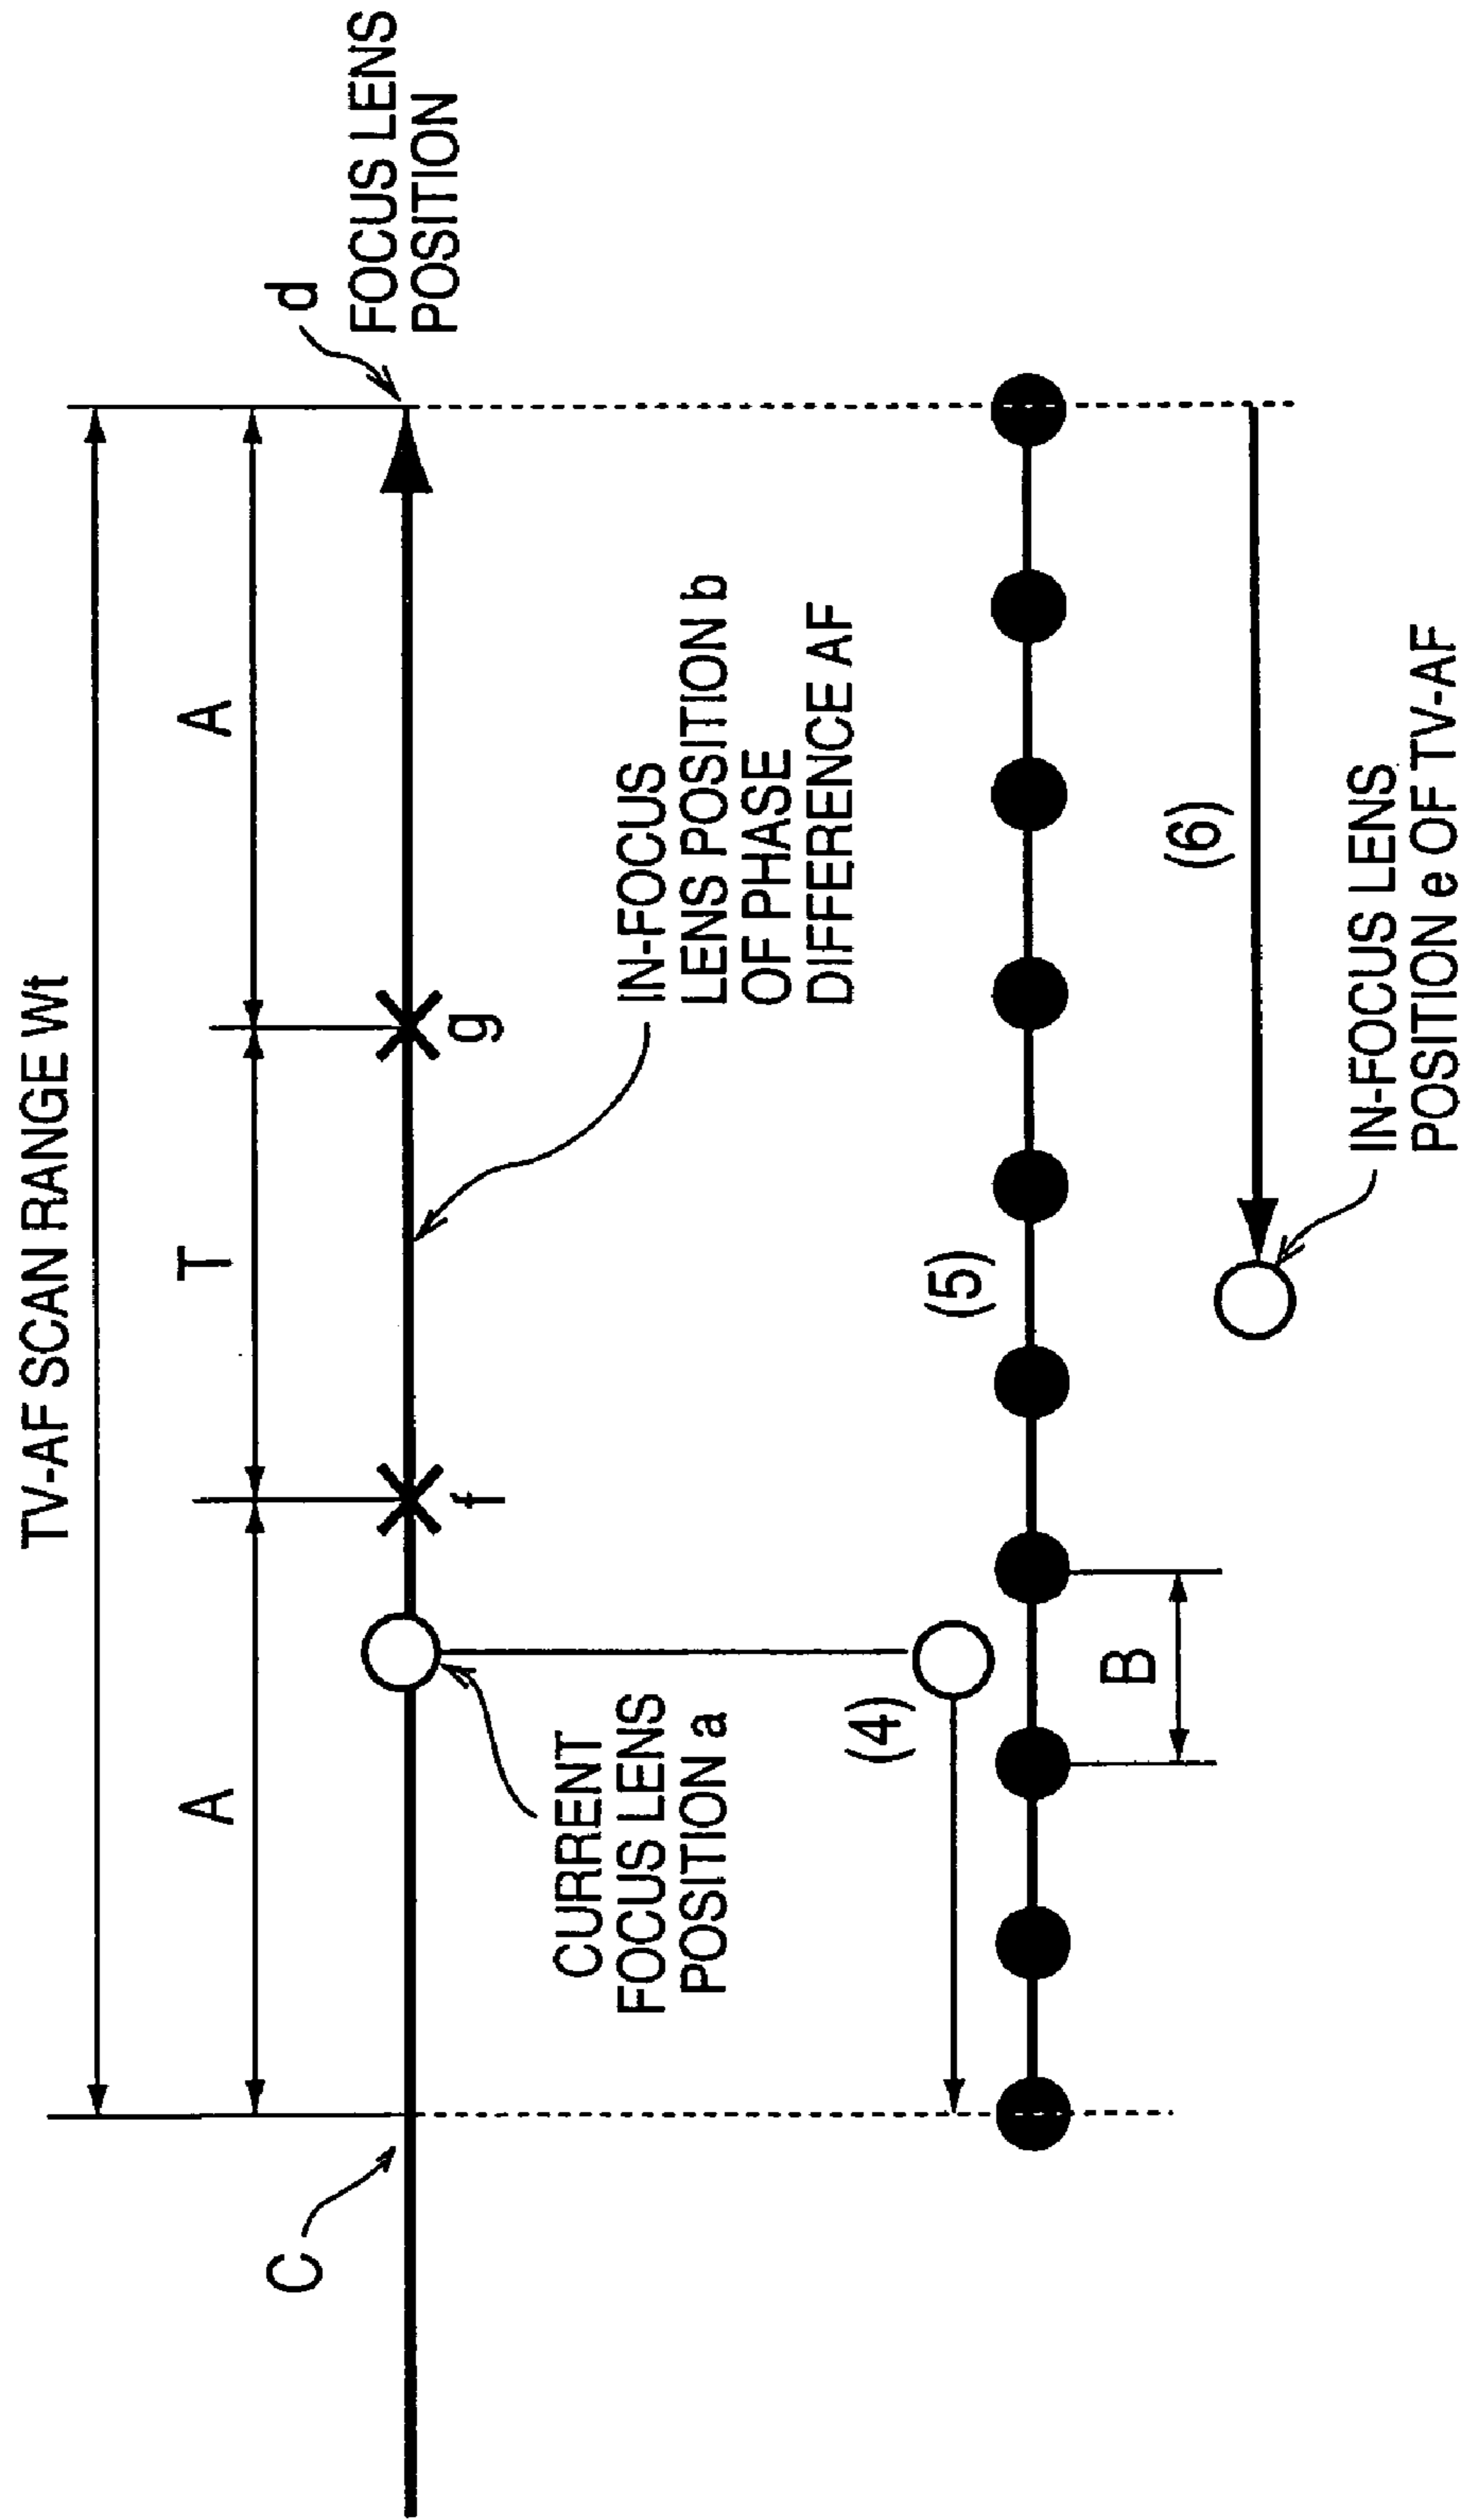 TV-AF SCAN RANGE Wt
A
T
A
C
d
FOCUS LENS
POSITION
f
g
CURRENT
FOCUS LENS
POSITION a
IN-FOCUS
LENS POSITION b
OF PHASE
DIFFERENCE AF
(4)
(5)
B
(6)
IN-FOCUS LENS
POSITION e OF TV-AF